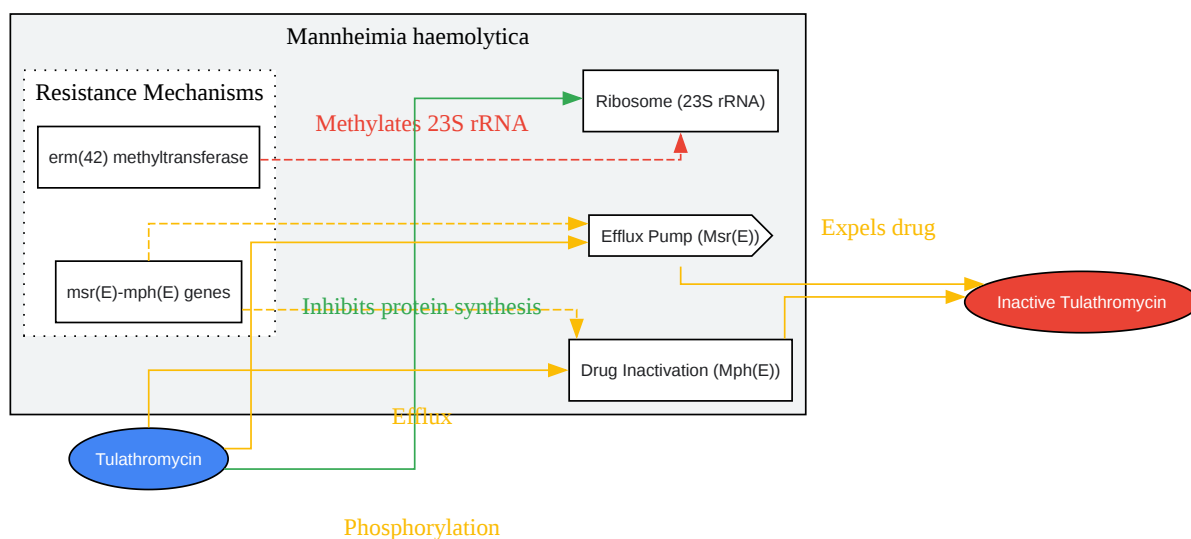 Mannheimia haemolytica
Resistance Mechanisms
Ribosome (23S rRNA)
Methylates 23S rRNA
erm(42) methyltransferase
Efflux Pump (Msr(E))
Expels drug
msr(E)-mph(E) genes
Inhibits protein synthesis
Inactive Tulathromycin
Drug Inactivation (Mph(E))
Efflux
Tulathromycin
Phosphorylation